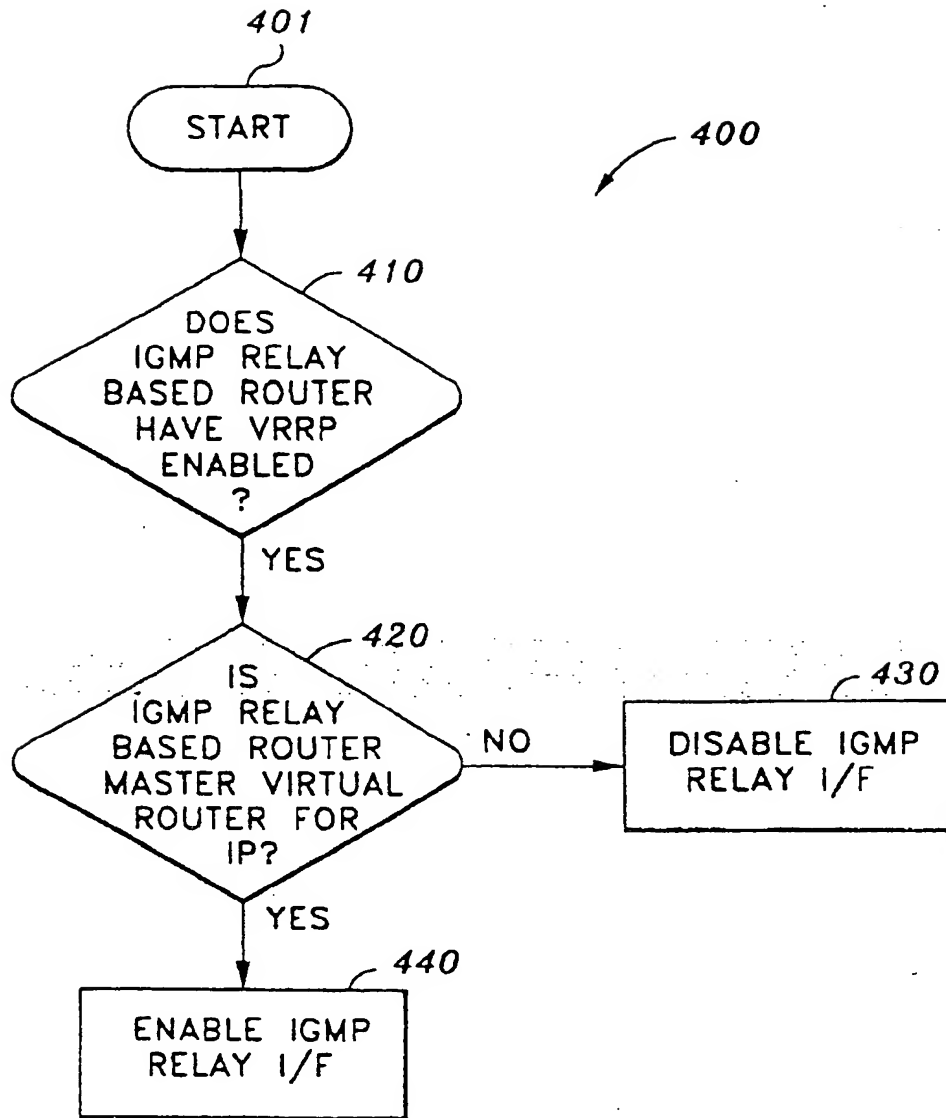 401
START
400
410
DOES
IGMP RELAY
BASED ROUTER
HAVE VRRP
ENABLED
?
YES
420
IS
IGMP RELAY
BASED ROUTER
MASTER VIRTUAL
ROUTER FOR
IP?
NO
430
DISABLE IGMP
RELAY I/F
YES
440
ENABLE IGMP
RELAY I/F